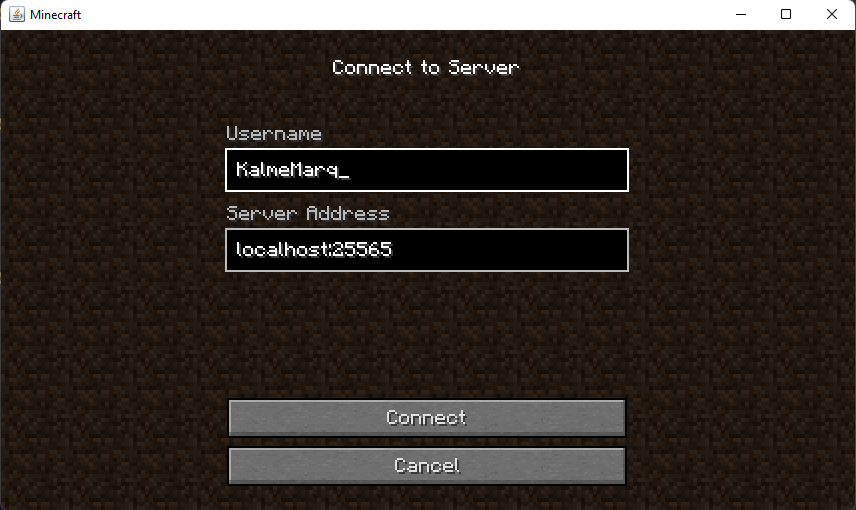 Minecraft
Connect to Server
Username
KalmeMarq_
Server Address
localhost:25565
Connect
Cancel